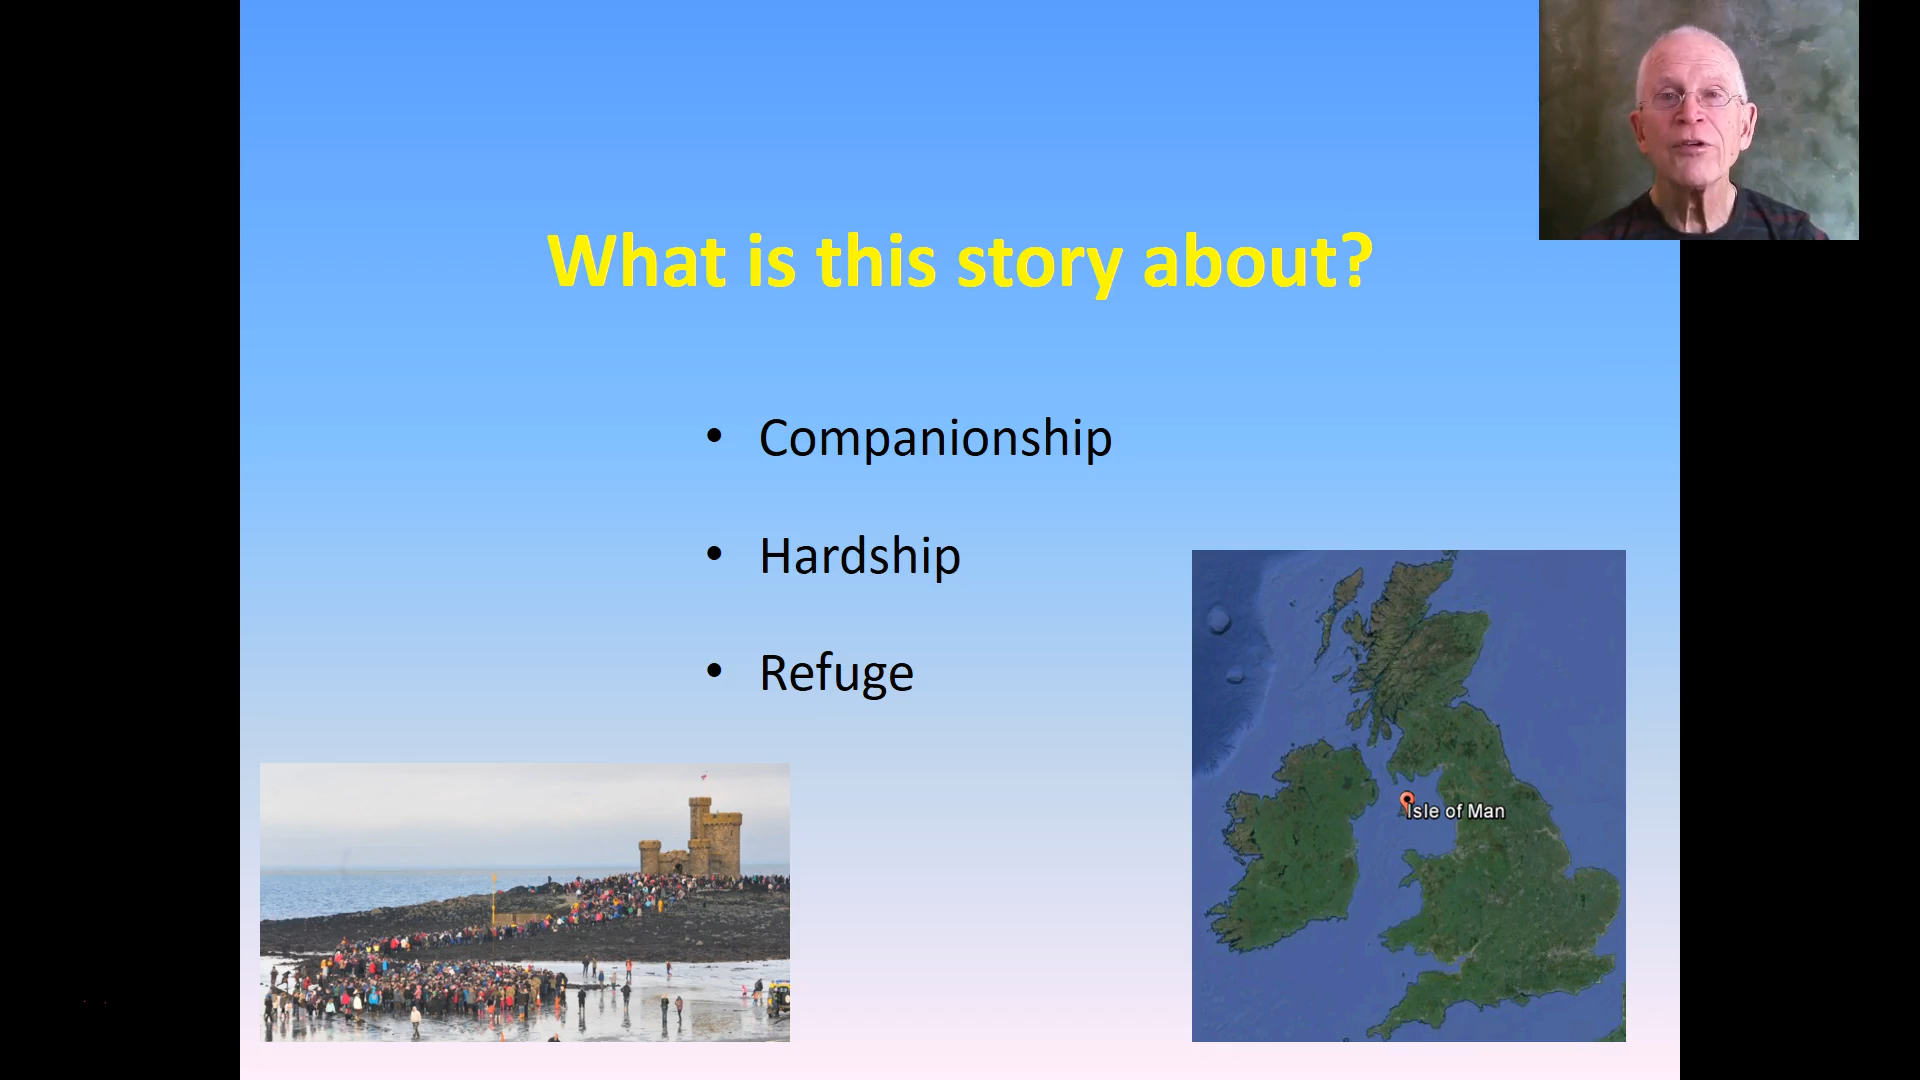 What is this story about?
• Companionship
• Hardship
• Refuge
Isle of Man